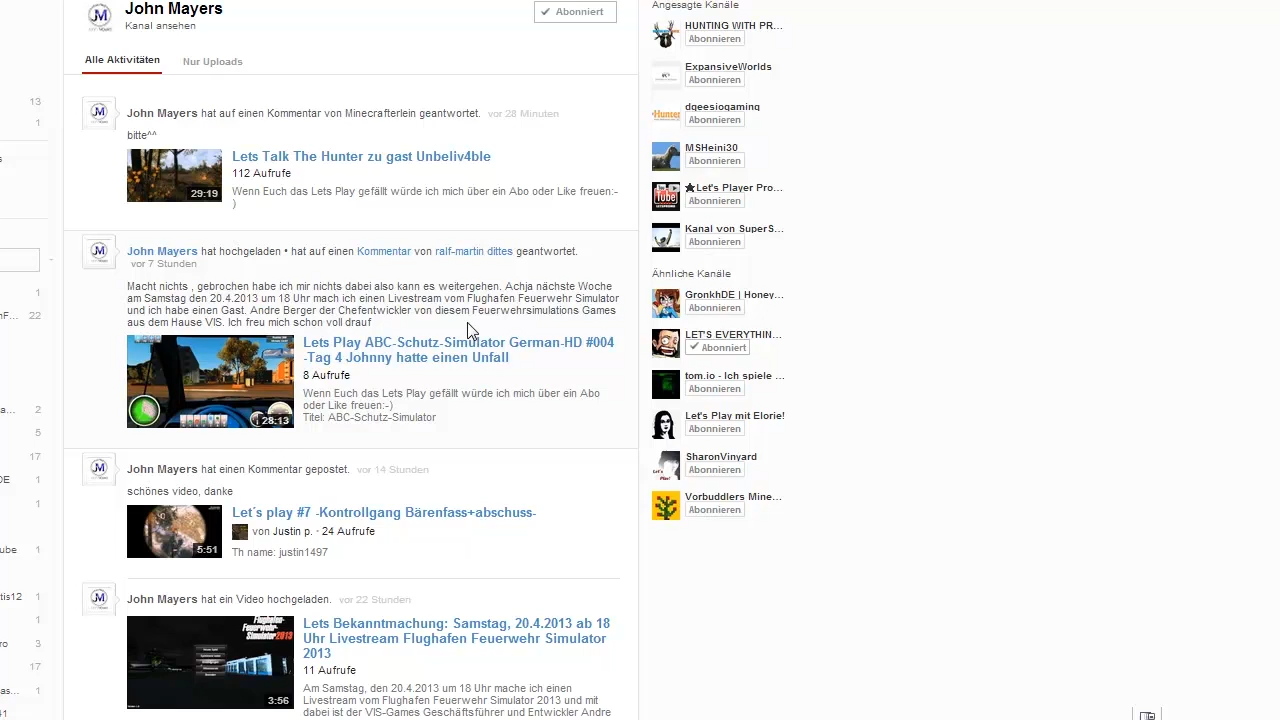 John Mayers
Kanal ansehen
Abonniert
Alle Aktivitäten
Nur Uploads
13
1
1
22
2
5
17
1
1
1
1
3
17
1
41
F...
a...
DE
ube
tis12
ro
as...
John Mayers hat auf einen Kommentar von Minecrafterlein geantwortet. vor 28 Minuten
bitte^^
29:19
Lets Talk The Hunter zu gast Unbeliv4ble
112 Aufrufe
Wenn Euch das Lets Play gefällt würde ich mich über ein Abo oder Like freuen:-
)
John Mayers hat hochgeladen • hat auf einen Kommentar von ralf-martin dittes geantwortet.
vor 7 Stunden
Macht nichts , gebrochen habe ich mir nichts dabei also kann es weitergehen. Achja nächste Woche
am Samstag den 20.4.2013 um 18 Uhr mach ich einen Livestream vom Flughafen Feuerwehr Simulator
und ich habe einen Gast. Andre Berger der Chefentwickler von diesem Feuerwehrsimulations Games
aus dem Hause VIS. Ich freu mich schon voll drauf
28:13
Lets Play ABC-Schutz-Simulator German-HD #004
-Tag 4 Johnny hatte einen Unfall
8 Aufrufe
Wenn Euch das Lets Play gefällt würde ich mich über ein Abo
oder Like freuen:-)
Titel: ABC-Schutz-Simulator
John Mayers hat einen Kommentar gepostet. vor 14 Stunden
schönes video, danke
5:51
Let´s play #7 -Kontrollgang Bärenfass+abschuss-
von Justin p. · 24 Aufrufe
Th name: justin1497
John Mayers hat ein Video hochgeladen. vor 22 Stunden
Flughafen-
Feuerwehr-
Simulator 2013
3:56
Lets Bekanntmachung: Samstag, 20.4.2013 ab 18
Uhr Livestream Flughafen Feuerwehr Simulator
2013
11 Aufrufe
Am Samstag, den 20.4.2013 um 18 Uhr mache ich einen
Livestream vom Flughafen Feuerwehr Simulator 2013 und mit
dabei ist der VIS-Games Geschäftsführer und Entwickler Andre
Angesagte Kanäle
HUNTING WITH PR...
Abonnieren
ExpansiveWorlds
Abonnieren
dgeesiogaming
Abonnieren
MSHeini30
Abonnieren
★Let's Player Pro...
Abonnieren
Kanal von SuperS...
Abonnieren
Ähnliche Kanäle
GronkhDE | Honey...
Abonnieren
LET'S EVERYTHIN...
Abonniert
tom.io - Ich spiele ...
Abonnieren
Let's Play mit Elorie!
Abonnieren
SharonVinyard
Abonnieren
Vorbuddlers Mine...
Abonnieren